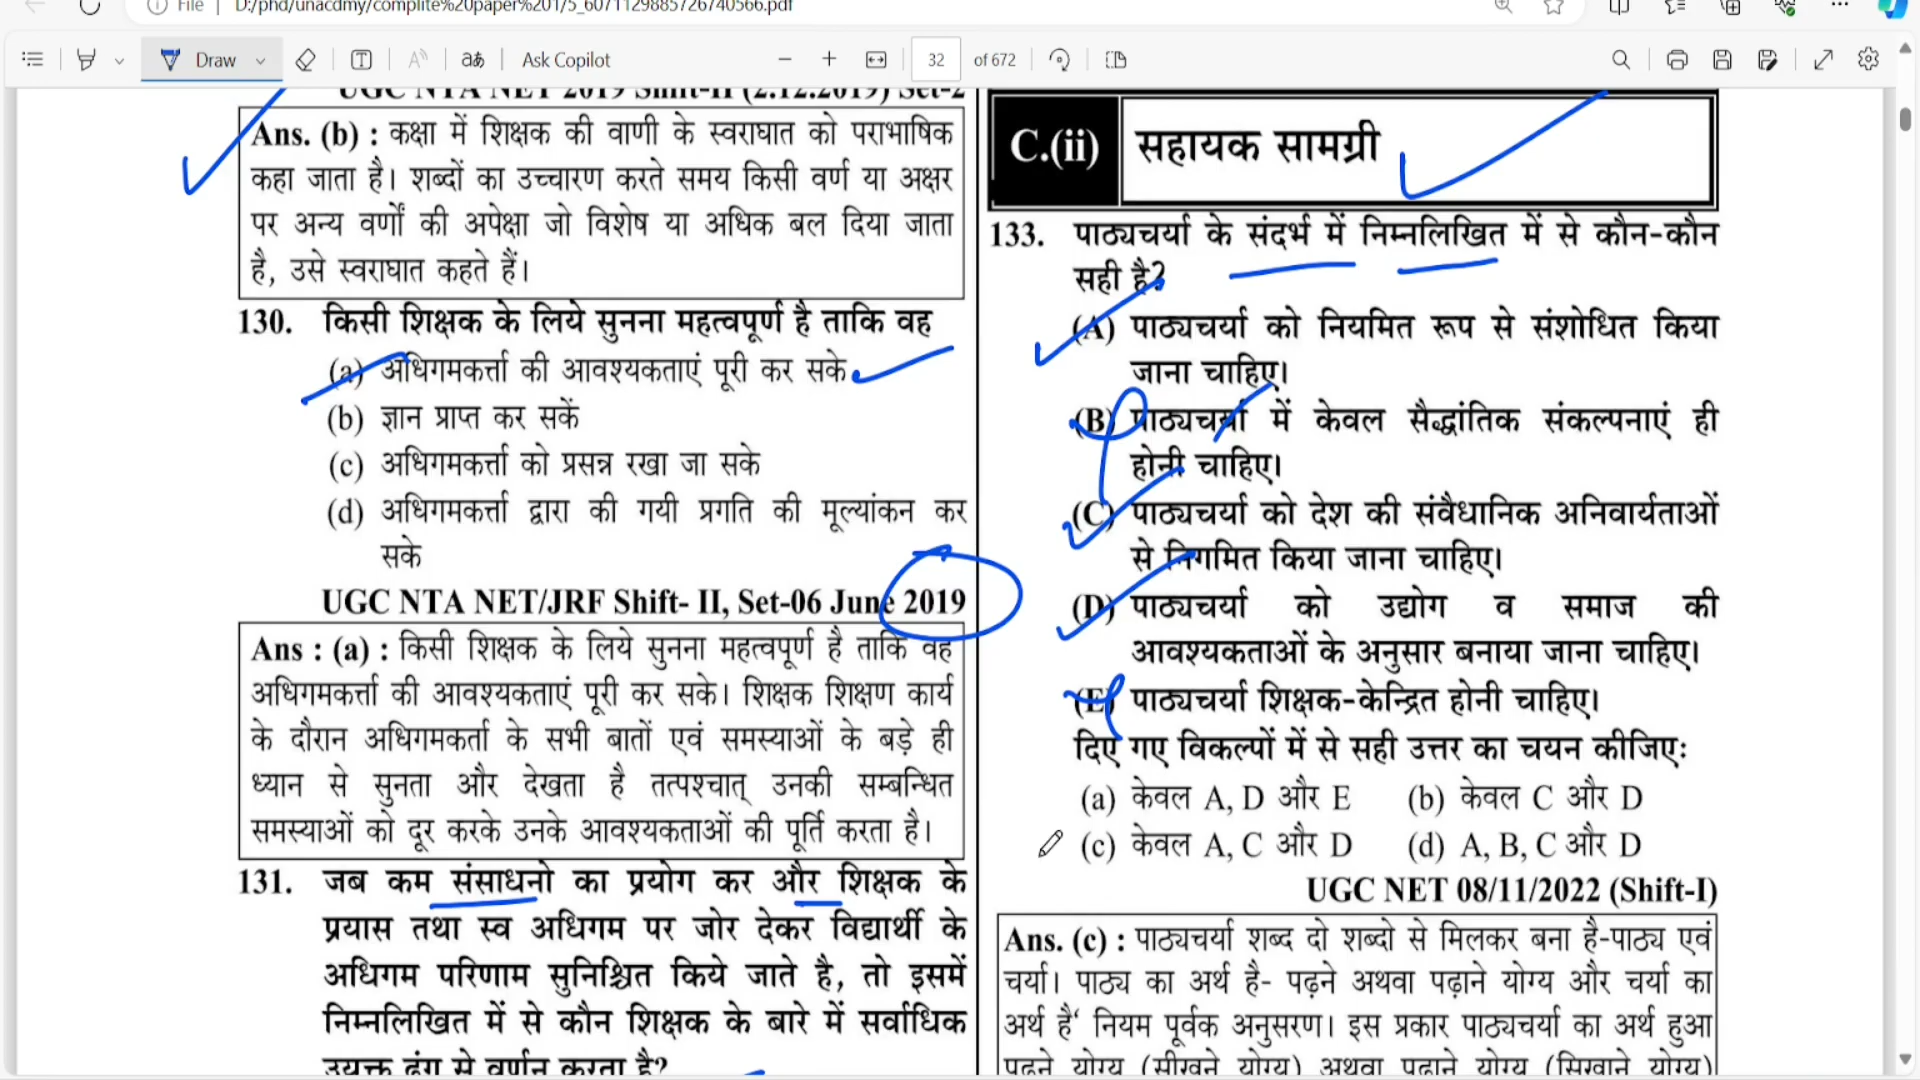 File
D:/phd/unacdmy/complite%20paper%201/5_6071129885726740566.pdf
Draw
Ask Copilot
32 of 672
UGC NTA NET 2019 Shift-II (2.12.2019) Set-2
Ans. (b) : कक्षा में शिक्षक की वाणी के स्वराघात को पराभाषिक
कहा जाता है। शब्दों का उच्चारण करते समय किसी वर्ण या अक्षर
पर अन्य वर्णों की अपेक्षा जो विशेष या अधिक बल दिया जाता
है, उसे स्वराघात कहते हैं।
130. किसी शिक्षक के लिये सुनना महत्वपूर्ण है ताकि वह
(a) अधिगमकर्त्ता की आवश्यकताएं पूरी कर सके
(b) ज्ञान प्राप्त कर सकें
(c) अधिगमकर्त्ता को प्रसन्न रखा जा सके
(d) अधिगमकर्त्ता द्वारा की गयी प्रगति की मूल्यांकन कर
सके
UGC NTA NET/JRF Shift- II, Set-06 June 2019
Ans : (a) : किसी शिक्षक के लिये सुनना महत्वपूर्ण है ताकि वह
अधिगमकर्त्ता की आवश्यकताएं पूरी कर सके। शिक्षक शिक्षण कार्य
के दौरान अधिगमकर्ता के सभी बातों एवं समस्याओं के बड़े ही
ध्यान से सुनता और देखता है तत्पश्चात् उनकी सम्बन्धित
समस्याओं को दूर करके उनके आवश्यकताओं की पूर्ति करता है।
131. जब कम संसाधनो का प्रयोग कर और शिक्षक के
प्रयास तथा स्व अधिगम पर जोर देकर विद्यार्थी के
अधिगम परिणाम सुनिश्चित किये जाते है, तो इसमें
निम्नलिखित में से कौन शिक्षक के बारे में सर्वाधिक
उपयुक्त ढंग से वर्णन करता है?
C.(ii) सहायक सामग्री
133. पाठ्यचर्या के संदर्भ में निम्नलिखित में से कौन-कौन
सही है?
(A) पाठ्यचर्या को नियमित रूप से संशोधित किया
जाना चाहिए।
(B) पाठ्यचर्या में केवल सैद्धांतिक संकल्पनाएं ही
होनी चाहिए।
(C) पाठ्यचर्या को देश की संवैधानिक अनिवार्यताओं
से निगमित किया जाना चाहिए।
(D) पाठ्यचर्या को उद्योग व समाज की
आवश्यकताओं के अनुसार बनाया जाना चाहिए।
(E) पाठ्यचर्या शिक्षक-केन्द्रित होनी चाहिए।
दिए गए विकल्पों में से सही उत्तर का चयन कीजिए:
(a) केवल A, D और E (b) केवल C और D
(c) केवल A, C और D (d) A, B, C और D
UGC NET 08/11/2022 (Shift-I)
Ans. (c) : पाठ्यचर्या शब्द दो शब्दो से मिलकर बना है-पाठ्य एवं
चर्या। पाठ्य का अर्थ है- पढ़ने अथवा पढ़ाने योग्य और चर्या का
अर्थ है‘ नियम पूर्वक अनुसरण। इस प्रकार पाठ्यचर्या का अर्थ हुआ
पढ़ने योग्य (सीखने योग्य) अथवा पढ़ाने योग्य (सिखाने योग्य)